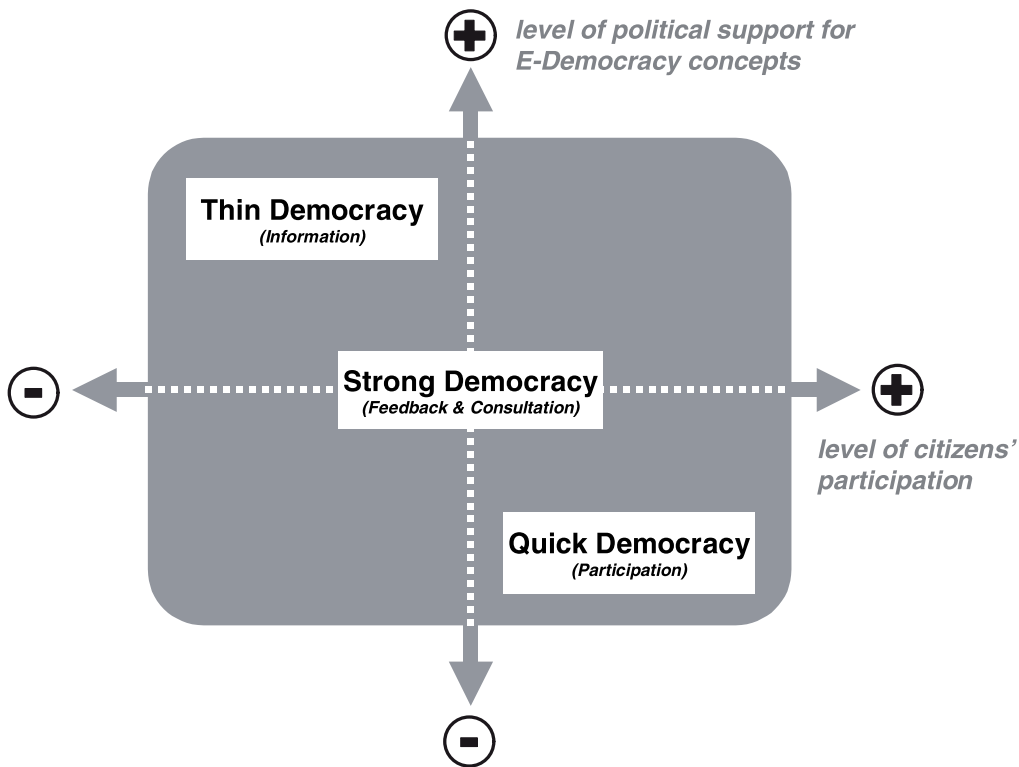 +
level of political support for
E-Democracy concepts
Thin Democracy
(Information)
-
Strong Democracy
(Feedback & Consultation)
+
level of citizens’
participation
Quick Democracy
(Participation)
-